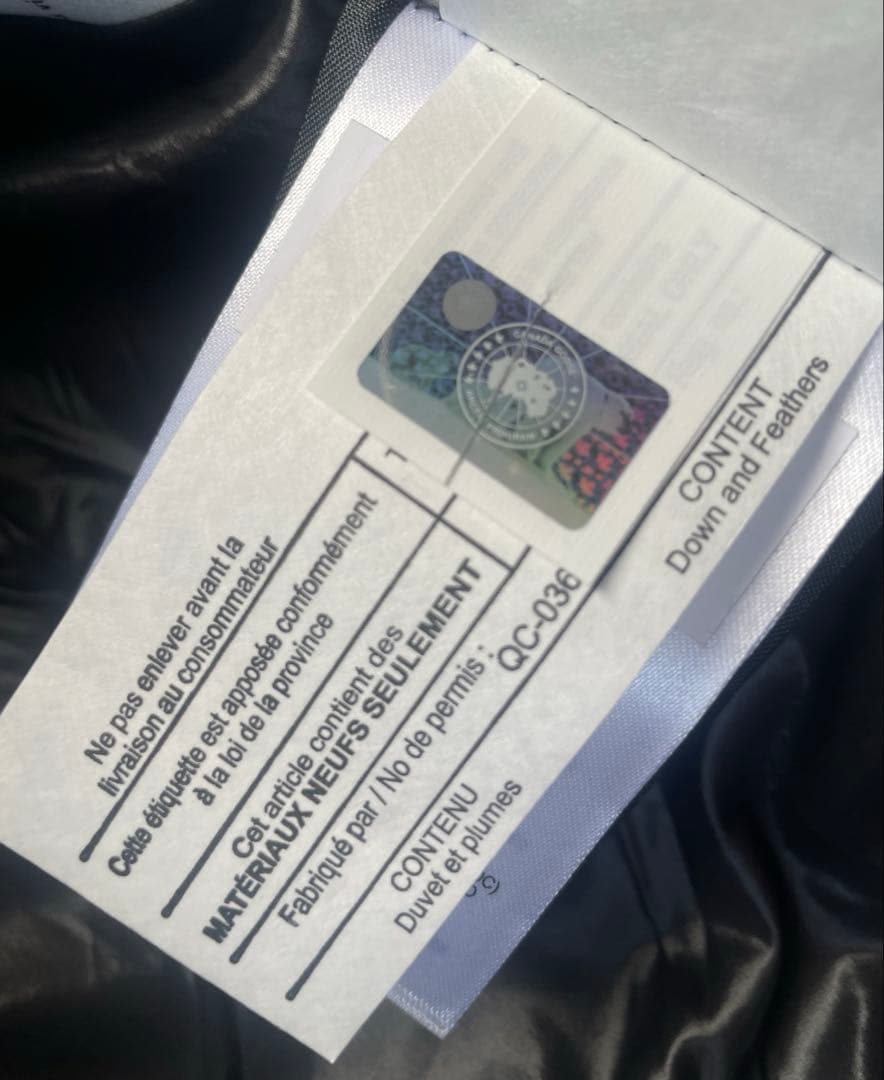 Ne pas enlever avant la
livraison au consommateur
Cette étiquette est apposée conformément
à la loi de la province
Cet article contient des
MATÉRIAUX NEUFS SEULEMENT
Fabriqué par / No de permis :
QC-036
CONTENU
Duvet et plumes
CONTENT
Down and Feathers
CANADA GOOSE